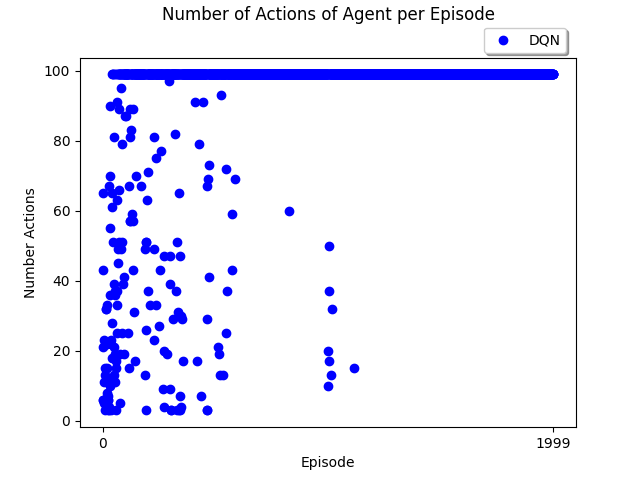 Number of Actions of Agent per Episode
DQN
100
80
60
40
20
0
Number Actions
0
1999
Episode